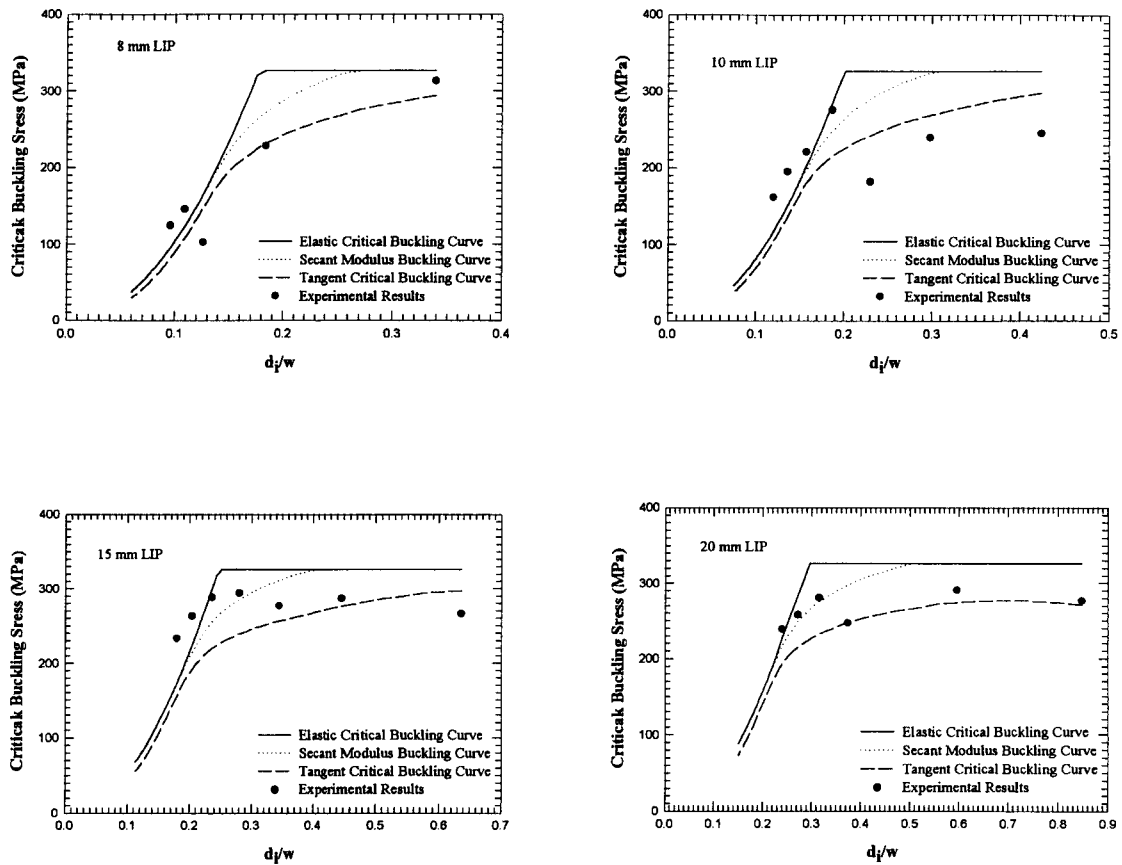 400
300
200
100
0
Criticak Buckling Sress (MPa)
8 mm LIP
Elastic Critical Buckling Curve
Secant Modulus Buckling Curve
Tangent Critical Buckling Curve
Experimental Results
0.0 0.1 0.2 0.3 0.4
di/w
400
300
200
100
0
Criticak Buckling Sress (MPa)
10 mm LIP
Elastic Critical Buckling Curve
Secant Modulus Buckling Curve
Tangent Critical Buckling Curve
Experimental Results
0.0 0.1 0.2 0.3 0.4 0.5
di/w
400
300
200
100
0
Criticak Buckling Sress (MPa)
15 mm LIP
Elastic Critical Buckling Curve
Secant Modulus Buckling Curve
Tangent Critical Buckling Curve
Experimental Results
0.0 0.1 0.2 0.3 0.4 0.5 0.6 0.7
di/w
400
300
200
100
0
Criticak Buckling Sress (MPa)
20 mm LIP
Elastic Critical Buckling Curve
Secant Modulus Buckling Curve
Tangent Critical Buckling Curve
Experimental Results
0.0 0.1 0.2 0.3 0.4 0.5 0.6 0.7 0.8 0.9
di/w